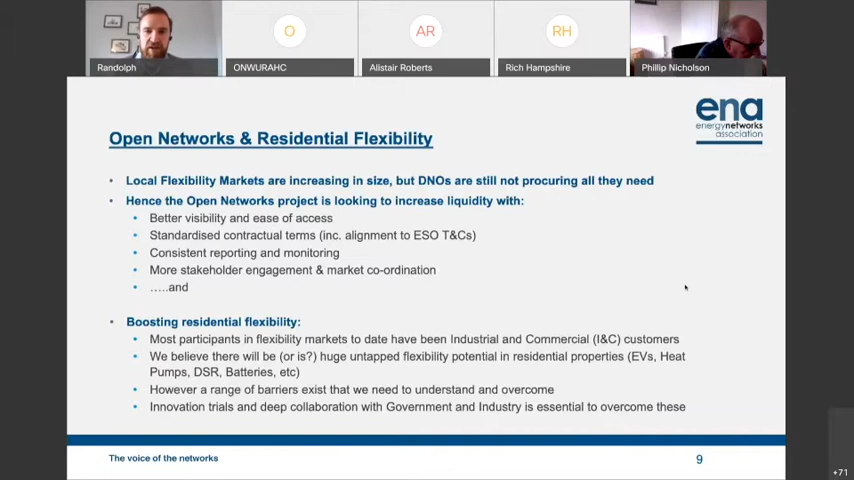 O
AR
RH
Randolph
ONWURAHC
Alistair Roberts
Rich Hampshire
Phillip Nicholson
ena
energynetworks
association
Open Networks & Residential Flexibility
• Local Flexibility Markets are increasing in size, but DNOs are still not procuring all they need
• Hence the Open Networks project is looking to increase liquidity with:
• Better visibility and ease of access
• Standardised contractual terms (inc. alignment to ESO T&Cs)
• Consistent reporting and monitoring
• More stakeholder engagement & market co-ordination
• …..and
• Boosting residential flexibility:
• Most participants in flexibility markets to date have been Industrial and Commercial (I&C) customers
• We believe there will be (or is?) huge untapped flexibility potential in residential properties (EVs, Heat
Pumps, DSR, Batteries, etc)
• However a range of barriers exist that we need to understand and overcome
• Innovation trials and deep collaboration with Government and Industry is essential to overcome these
The voice of the networks
9
+71